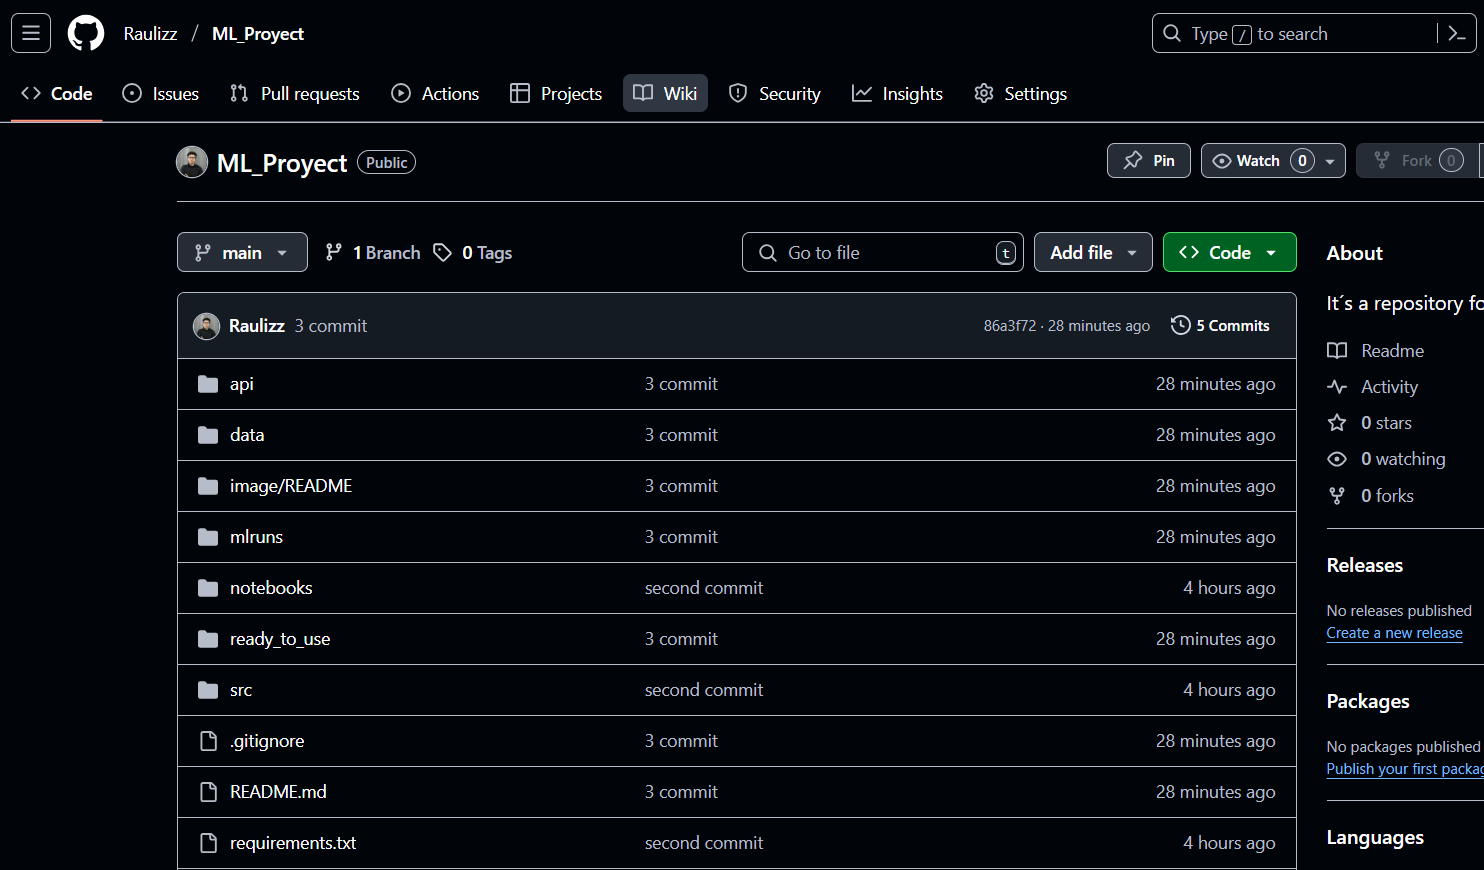 Raulizz / ML_Proyect
Type / to search
Code Issues Pull requests Actions Projects Wiki Security Insights Settings
ML_Proyect Public
Pin Watch 0 Fork 0
main 1 Branch 0 Tags
Go to file t Add file Code
Raulizz 3 commit 86a3f72 · 28 minutes ago 5 Commits
api 3 commit 28 minutes ago
data 3 commit 28 minutes ago
image/README 3 commit 28 minutes ago
mlruns 3 commit 28 minutes ago
notebooks second commit 4 hours ago
ready_to_use 3 commit 28 minutes ago
src second commit 4 hours ago
.gitignore 3 commit 28 minutes ago
README.md 3 commit 28 minutes ago
requirements.txt second commit 4 hours ago
About
It´s a repository fo
Readme
Activity
0 stars
0 watching
0 forks
Releases
No releases published
Create a new release
Packages
No packages published
Publish your first packag
Languages